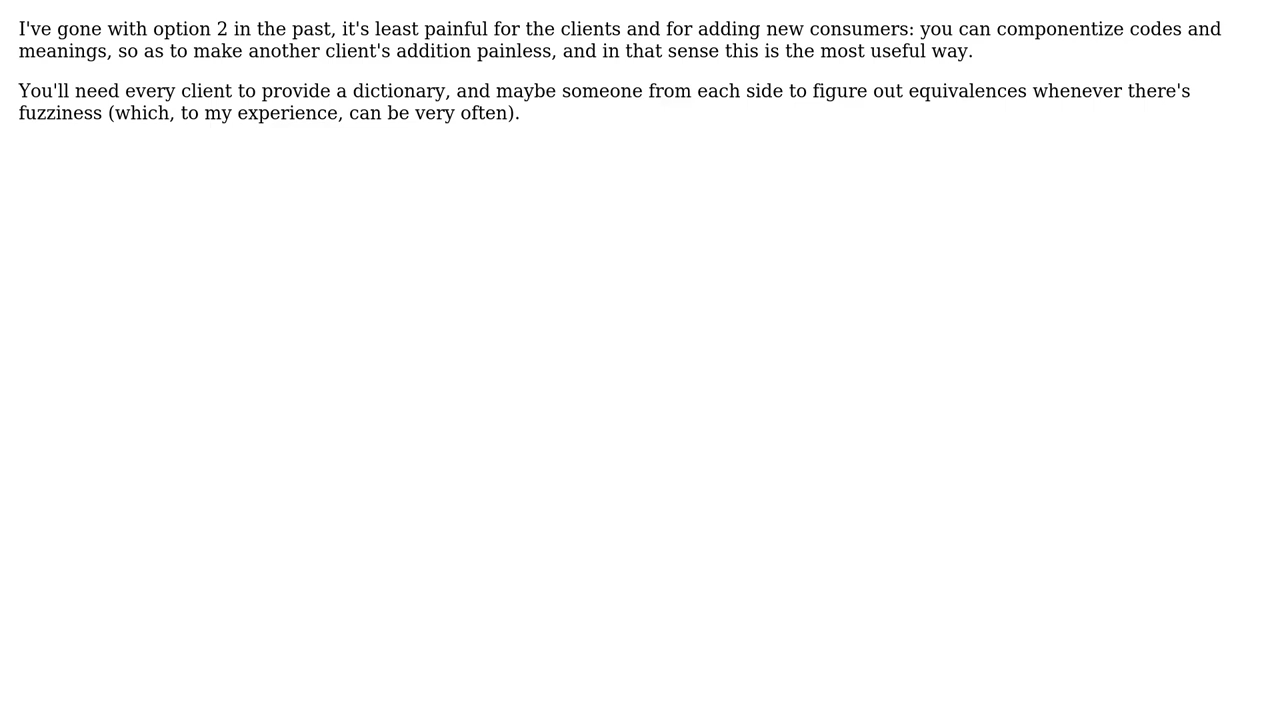 I've gone with option 2 in the past, it's least painful for the clients and for adding new consumers: you can componentize codes and
meanings, so as to make another client's addition painless, and in that sense this is the most useful way.
You'll need every client to provide a dictionary, and maybe someone from each side to figure out equivalences whenever there's
fuzziness (which, to my experience, can be very often).